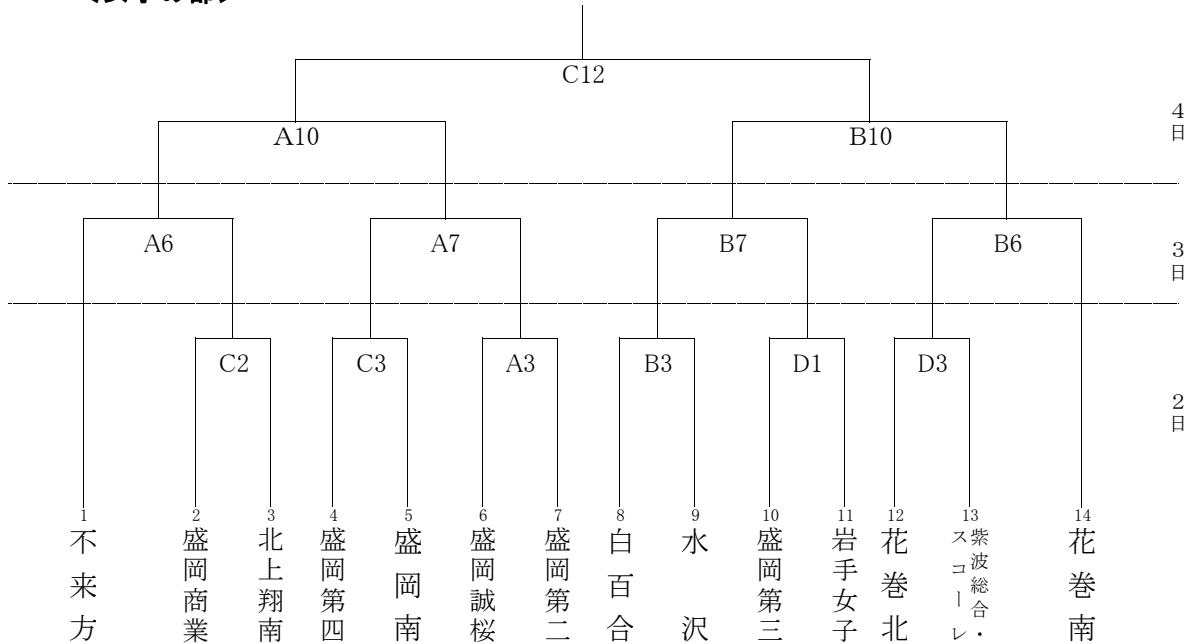 C12
A10
B10
4日
A6
A7
B7
B6
3日
C2
C3
A3
B3
D1
D3
2日
1
2
3
4
5
6
7
8
9
10
11
12
13
14
不来方
盛岡商業
北上翔南
盛岡第四
盛岡南
盛岡誠桜
盛岡第二
白百合
水沢
盛岡第三
岩手女子
花巻北
紫波総合・
スコーレ
花巻南